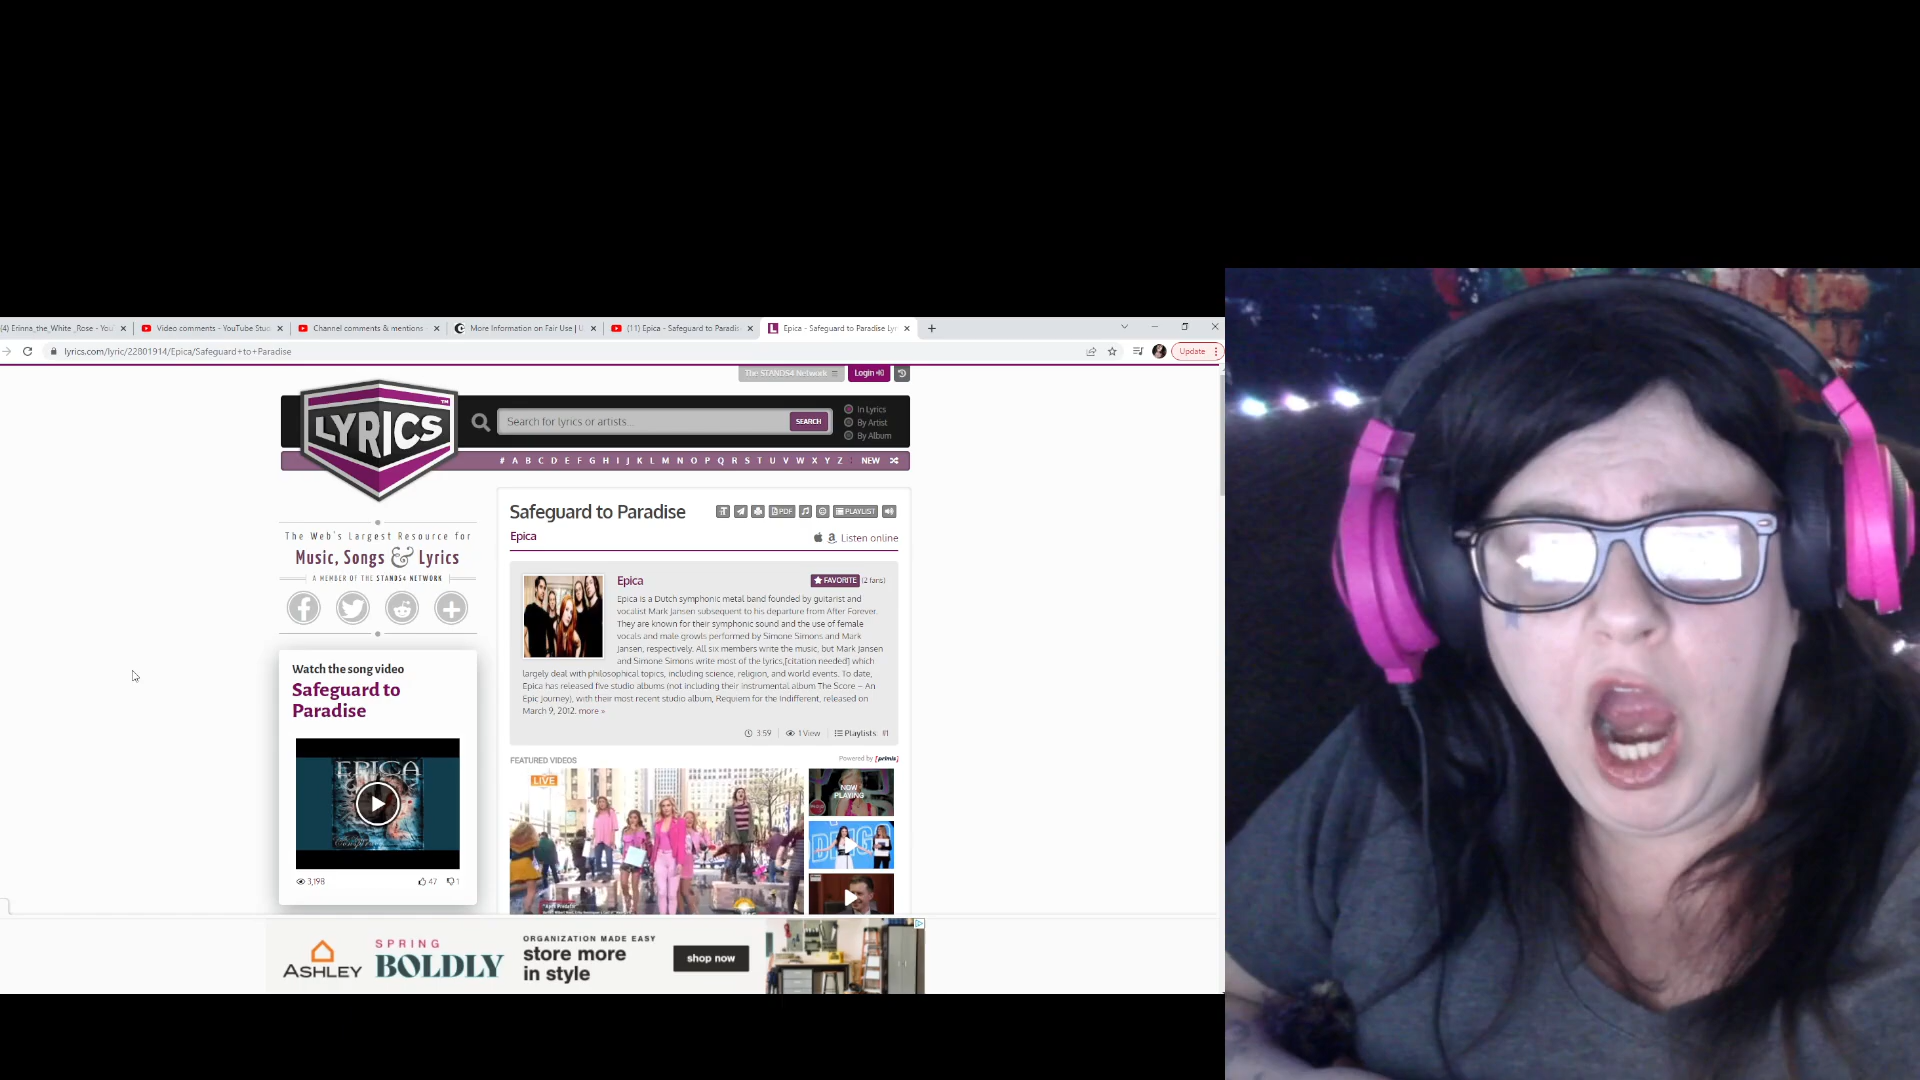 (4) Erinna_the_White_Rose - You
Video comments - YouTube Stud
Channel comments & mentions
More Information on Fair Use | U
(11) Epica - Safeguard to Paradis
Epica - Safeguard to Paradise Lyr
lyrics.com/lyric/22801914/Epica/Safeguard+to+Paradise
Update
The STANDS4 Network
Login
LYRICS
TM
Search for lyrics or artists...
SEARCH
In Lyrics
By Artist
By Album
# A B C D E F G H I J K L M N O P Q R S T U V W X Y Z NEW
The Web's Largest Resource for
Music, Songs & Lyrics
A MEMBER OF THE STANDS4 NETWORK
Watch the song video
Safeguard to
Paradise
EPICA
3,198
47
1
Safeguard to Paradise
PDF
PLAYLIST
Epica
Listen online
Epica
FAVORITE
(2 fans)
Epica is a Dutch symphonic metal band founded by guitarist and
vocalist Mark Jansen subsequent to his departure from After Forever.
They are known for their symphonic sound and the use of female
vocals and male growls performed by Simone Simons and Mark
Jansen, respectively. All six members write the music, but Mark Jansen
and Simone Simons write most of the lyrics,[citation needed] which
largely deal with philosophical topics, including science, religion, and world events. To date,
Epica has released five studio albums (not including their instrumental album The Score – An
Epic Journey), with their most recent studio album, Requiem for the Indifferent, released on
March 9, 2012. more »
3:59
1 View
Playlists: #1
FEATURED VIDEOS
Powered by [primis]
LIVE
NOW
PLAYING
ASHLEY
SPRING
BOLDLY
ORGANIZATION MADE EASY
store more
in style
shop now